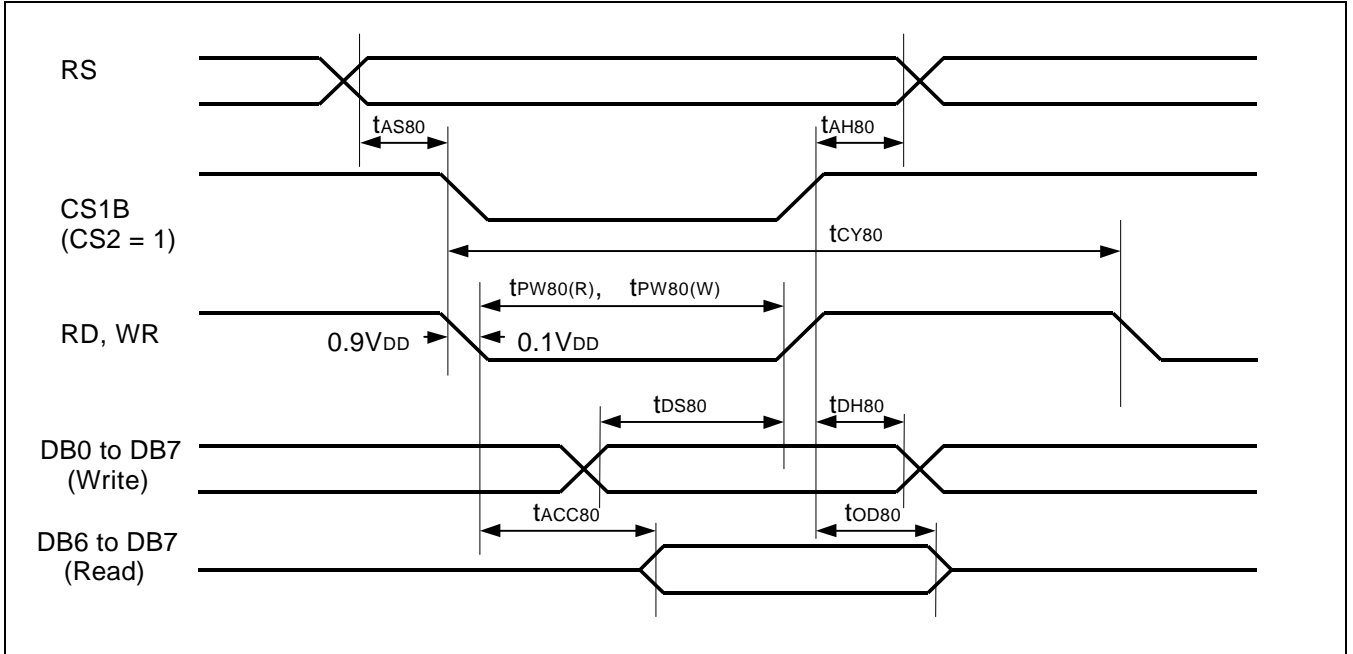 RS
tAS80
tAH80
CS1B
(CS2 = 1)
tCY80
tPW80(R), tPW80(W)
RD, WR
0.9VDD
0.1VDD
tDS80
tDH80
DB0 to DB7
(Write)
tACC80
tOD80
DB6 to DB7
(Read)